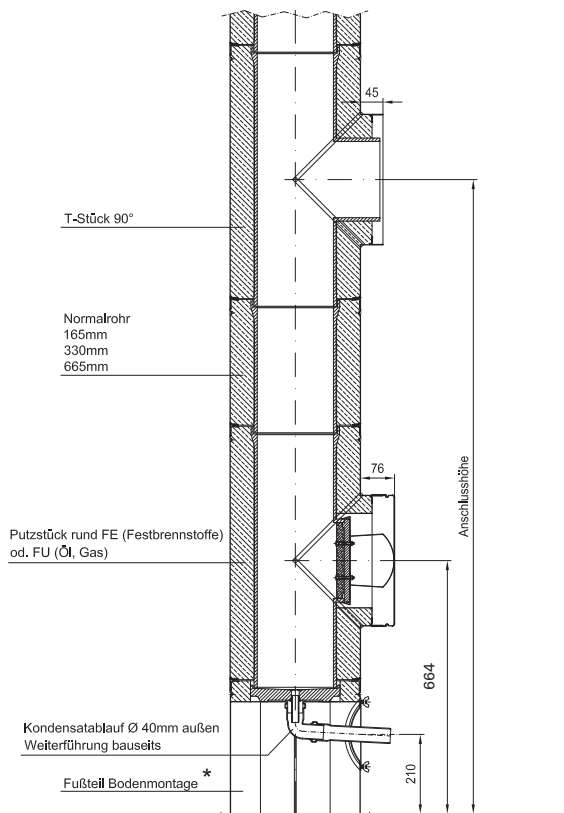 45
T-Stück 90°
Normalrohr
165mm
330mm
665mm
Anschlusshöhe
76
Putzstück rund FE (Festbrennstoffe)
od. FU (Öl, Gas)
664
Kondensatablauf Ø 40mm außen
Weiterführung bauseits
210
Fußteil Bodenmontage *